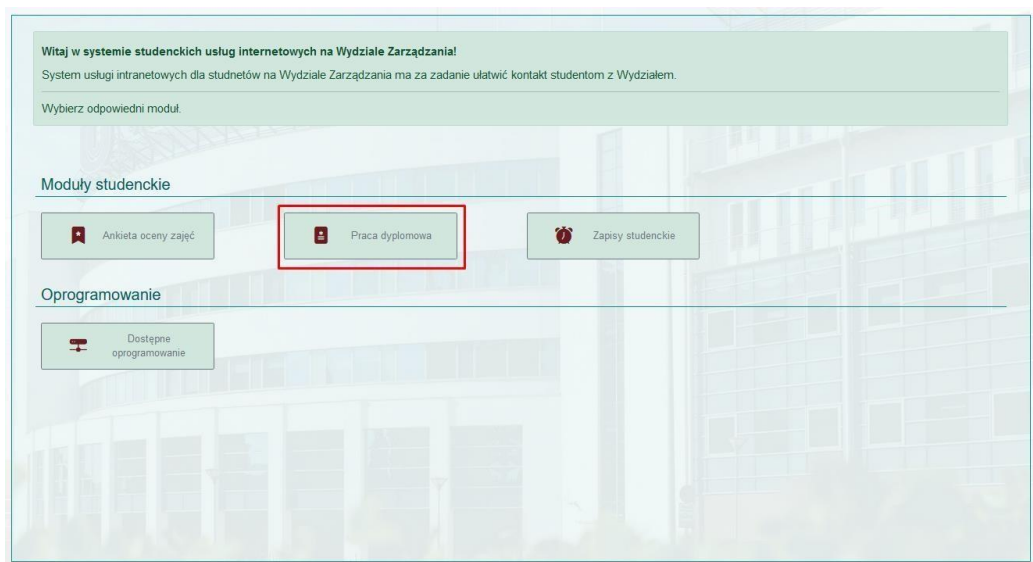 Witaj w systemie studenckich usług internetowych na Wydziale Zarządzania!
System usługi intranetowych dla studnetów na Wydziale Zarządzania ma za zadanie ułatwić kontakt studentom z Wydziałem.
Wybierz odpowiedni moduł.
Moduły studenckie
Ankieta oceny zajęć
Praca dyplomowa
Zapisy studenckie
Oprogramowanie
Dostępne
oprogramowanie